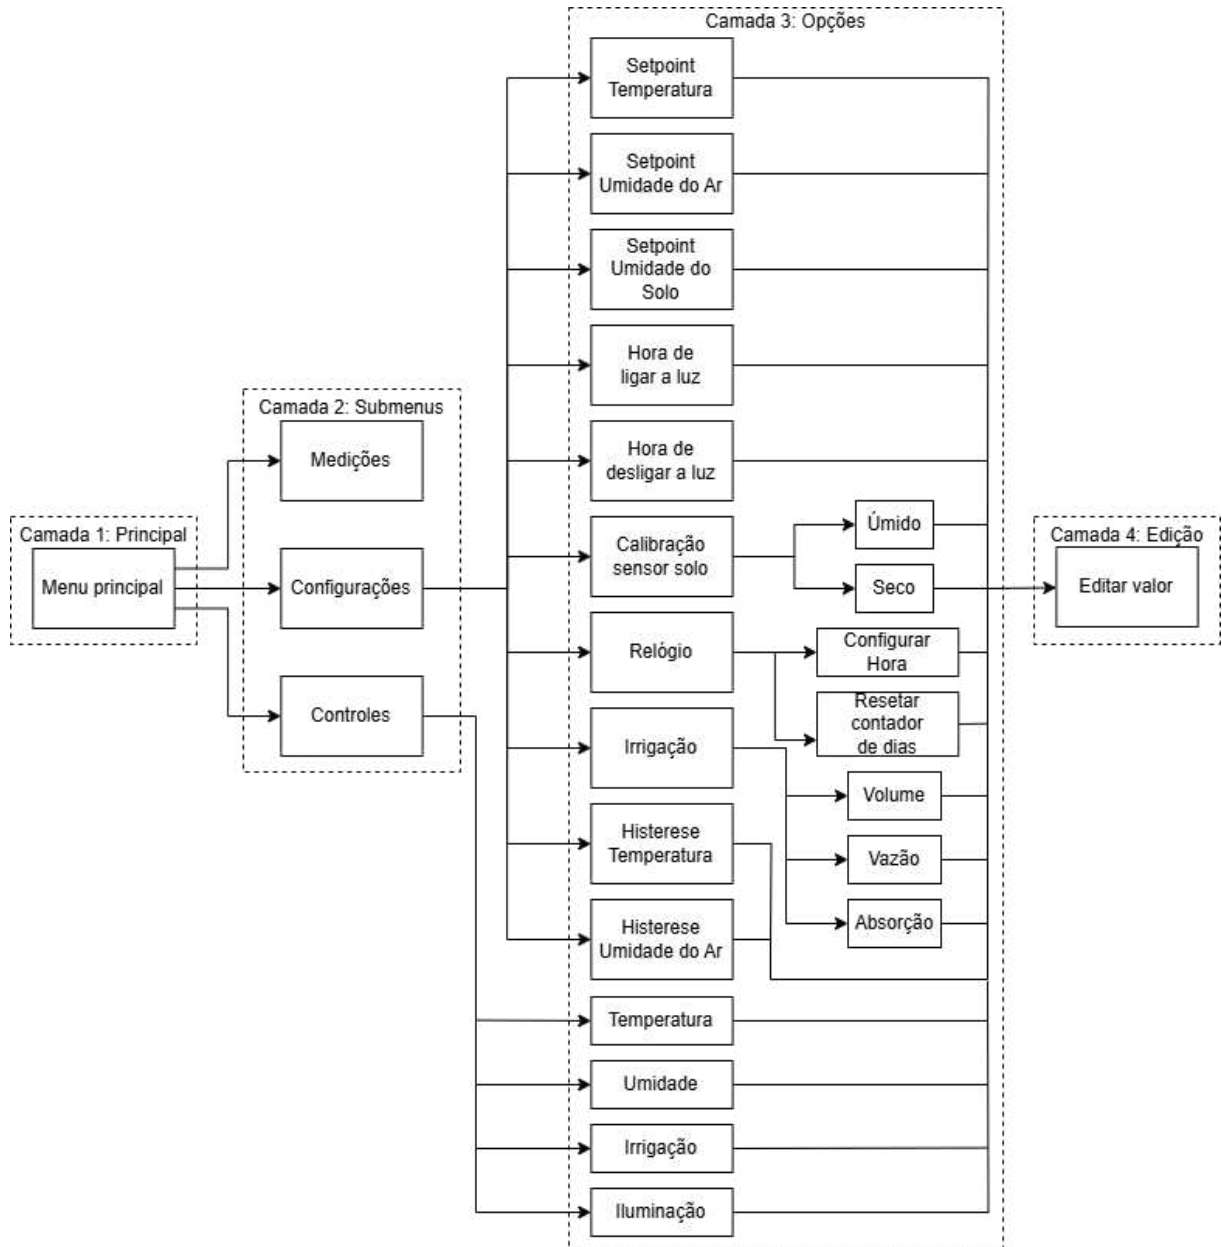 Camada 3: Opções
Setpoint
Temperatura
Setpoint
Umidade do Ar
Setpoint
Umidade do
Solo
Hora de
ligar a luz
Camada 2: Submenus
Medições
Hora de
desligar a luz
Camada 1: Principal
Menu principal
Configurações
Controles
Calibração
sensor solo
Úmido
Seco
Camada 4: Edição
Editar valor
Relógio
Configurar
Hora
Resetar
contador
de dias
Irrigação
Volume
Vazão
Absorção
Histerese
Temperatura
Histerese
Umidade do Ar
Temperatura
Umidade
Irrigação
Iluminação